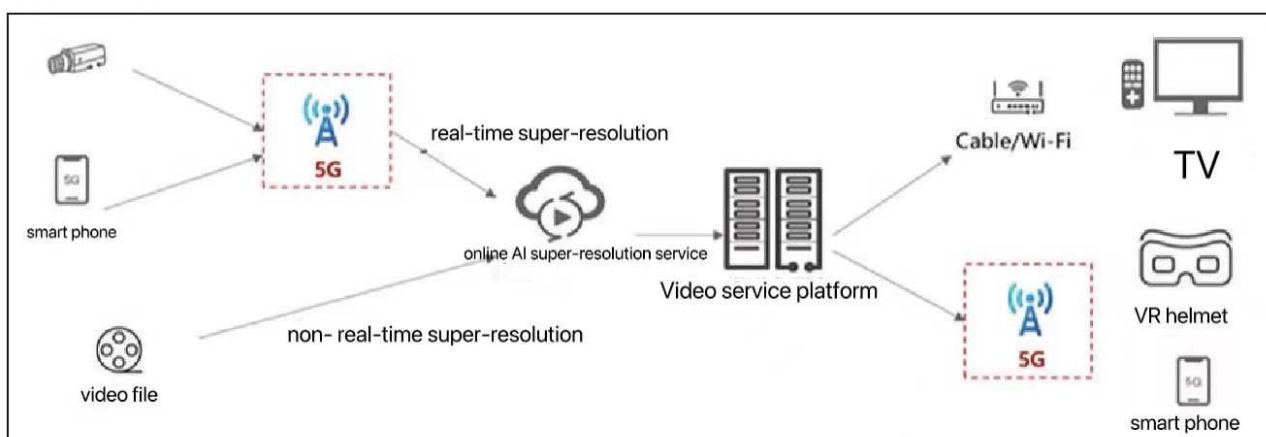 5G
smart phone
video file
5G
real-time super-resolution
non- real-time super-resolution
online AI super-resolution service
Video service platform
Cable/Wi-Fi
5G
TV
VR helmet
5G
smart phone